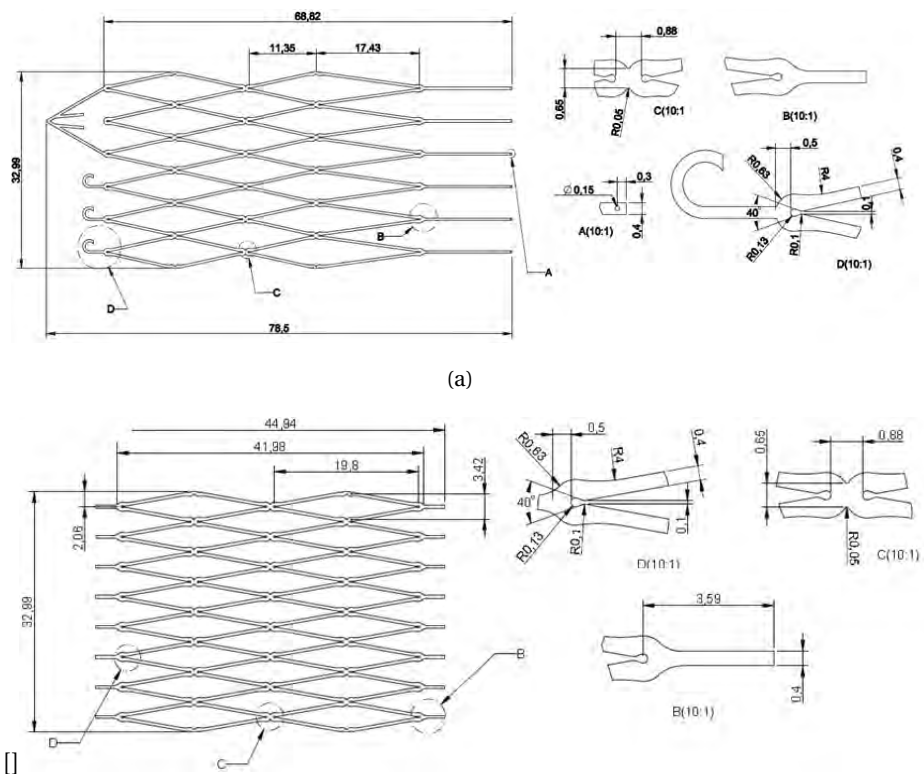 68,82
11,35 17,43
32,99
78,5
A
B
C
D
0,88
0,65
R0,05
C(10:1
B(10:1)
∅ 0,15
0,3
0,4
A(10:1)
0,5
R0,63
R4
0,4
40°
0,1
R0,13
R0,1
D(10:1)
(a)
44,94
41,98
19,8
3,42
2,06
32,99
D
C
B
0,5
R0,63
R4
0,4
40°
R0,13
R0,1
0,1
D(10:1)
0,65
0,68
R0,05
C(10:1)
3,59
0,4
B(10:1)
[]